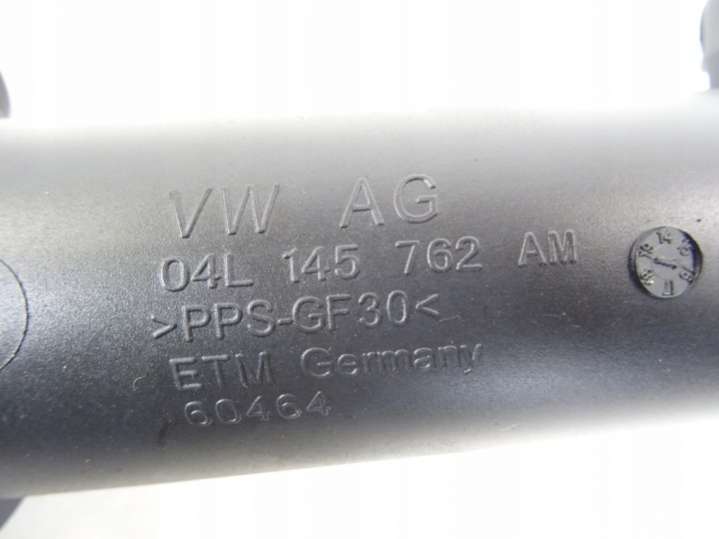 VW AG
04L 145 762 AM
>PPS-GF30<
ETM Germany
60464